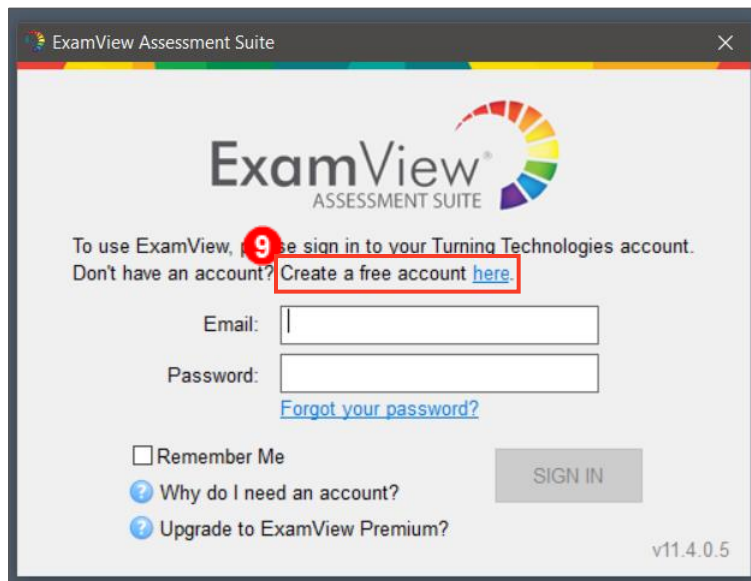 ExamView Assessment Suite
ExamView®
ASSESSMENT SUITE
9
To use ExamView, p se sign in to your Turning Technologies account.
Don't have an account? Create a free account here.
Email:
Password:
Forgot your password?
Remember Me
Why do I need an account?
SIGN IN
Upgrade to ExamView Premium?
v11.4.0.5